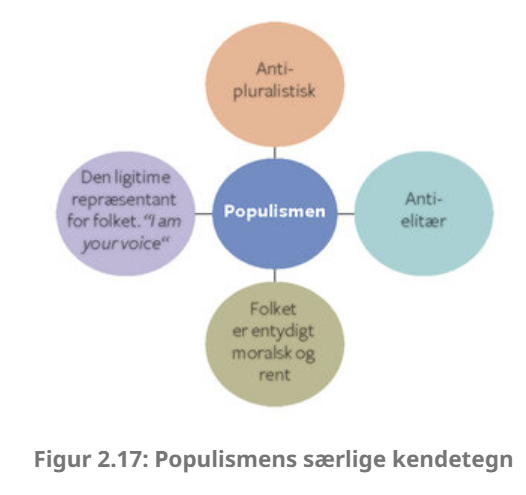 Anti-
pluralistisk
Den ligitime
repræsentant
for folket. “I am
your voice“
Populismen
Anti-
elitær
Folket
er entydigt
moralsk og
rent
Figur 2.17: Populismens særlige kendetegn